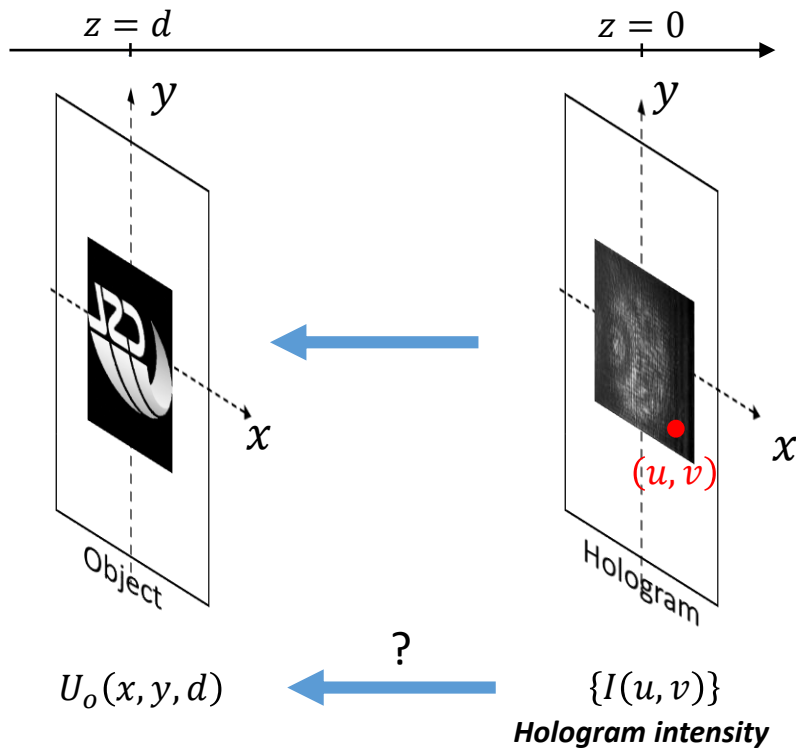 z = d
z = 0
y
y
x
x
(u, v)
Object
Hologram
?
U_o(x, y, d)
{I(u, v)}
Hologram intensity